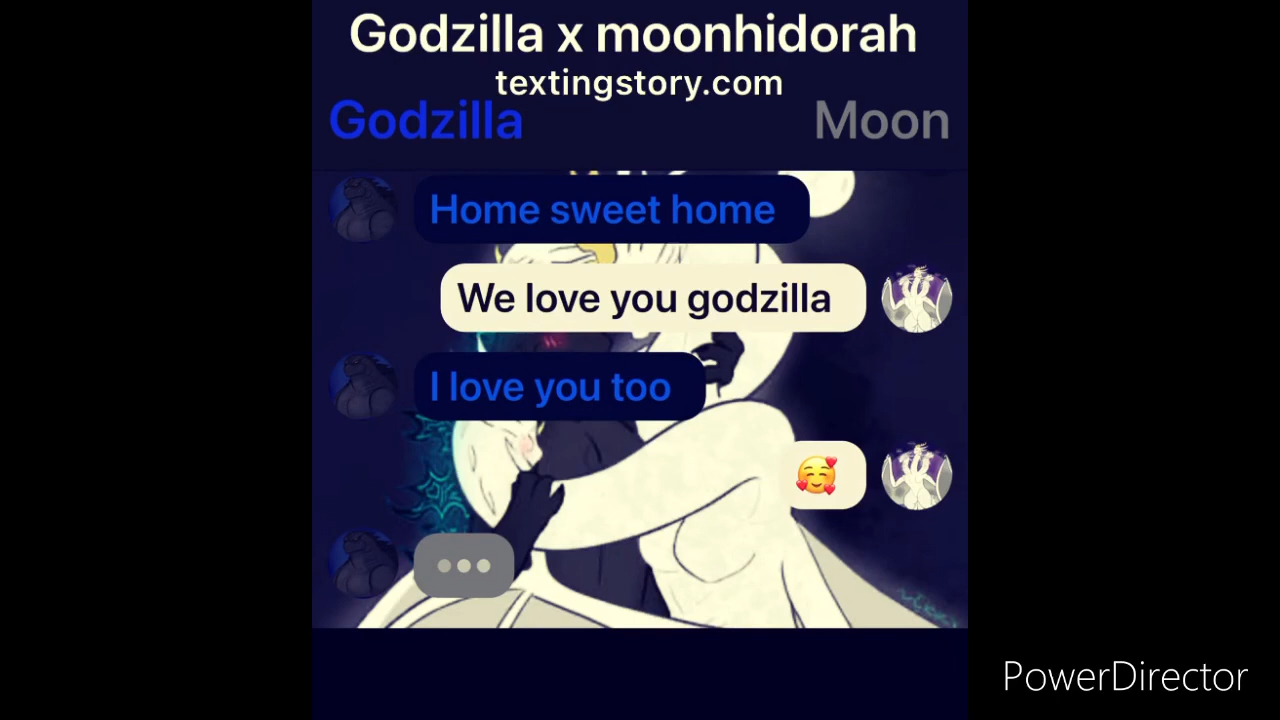 Godzilla x moonhidorah
textingstory.com
Godzilla
Moon
Home sweet home
We love you godzilla
I love you too
🥰
PowerDirector